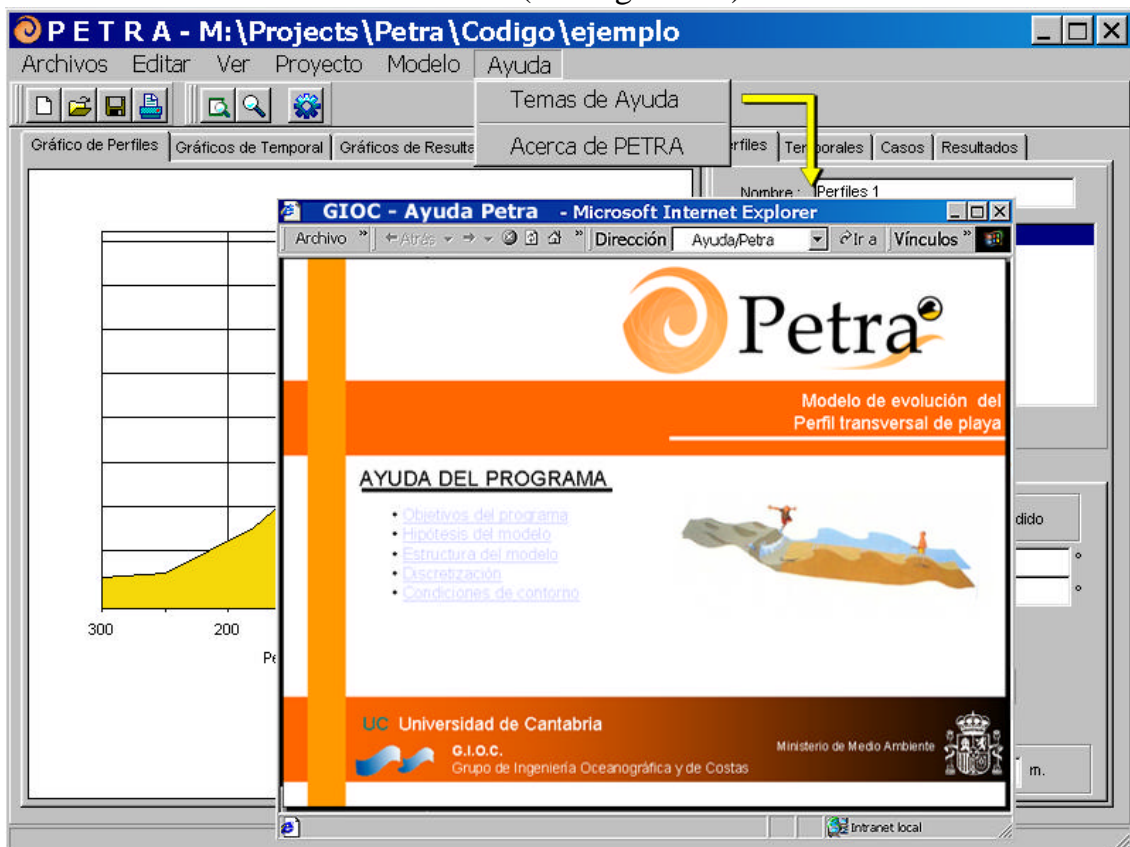 PETRA - M:\Projects\Petra\Codigo\ejemplo
Archivos Editar Ver Proyecto Modelo Ayuda
Temas de Ayuda
Acerca de PETRA
Gráfico de Perfiles Gráficos de Temporal Gráficos de Resulta
rfiles Temporales Casos Resultados
Nombre : Perfiles 1
GIOC - Ayuda Petra - Microsoft Internet Explorer
Archivo » Atrás » Dirección Ayuda/Petra Ir a Vínculos »
Petra
Modelo de evolución del
Perfil transversal de playa
AYUDA DEL PROGRAMA
• Objetivos del programa
• Hipótesis del modelo
• Estructura del modelo
• Discretización
• Condiciones de contorno
dido
°
°
300 200
Pe
UC Universidad de Cantabria
G.I.O.C.
Grupo de Ingeniería Oceanográfica y de Costas
Ministerio de Medio Ambiente
m.
Intranet local